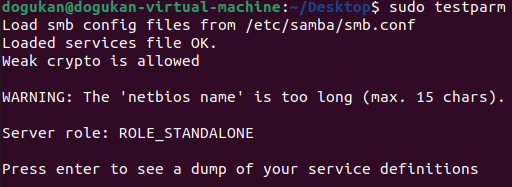 dogukan@dogukan-virtual-machine:~/Desktop$ sudo testparm
Load smb config files from /etc/samba/smb.conf
Loaded services file OK.
Weak crypto is allowed
WARNING: The 'netbios name' is too long (max. 15 chars).
Server role: ROLE_STANDALONE
Press enter to see a dump of your service definitions